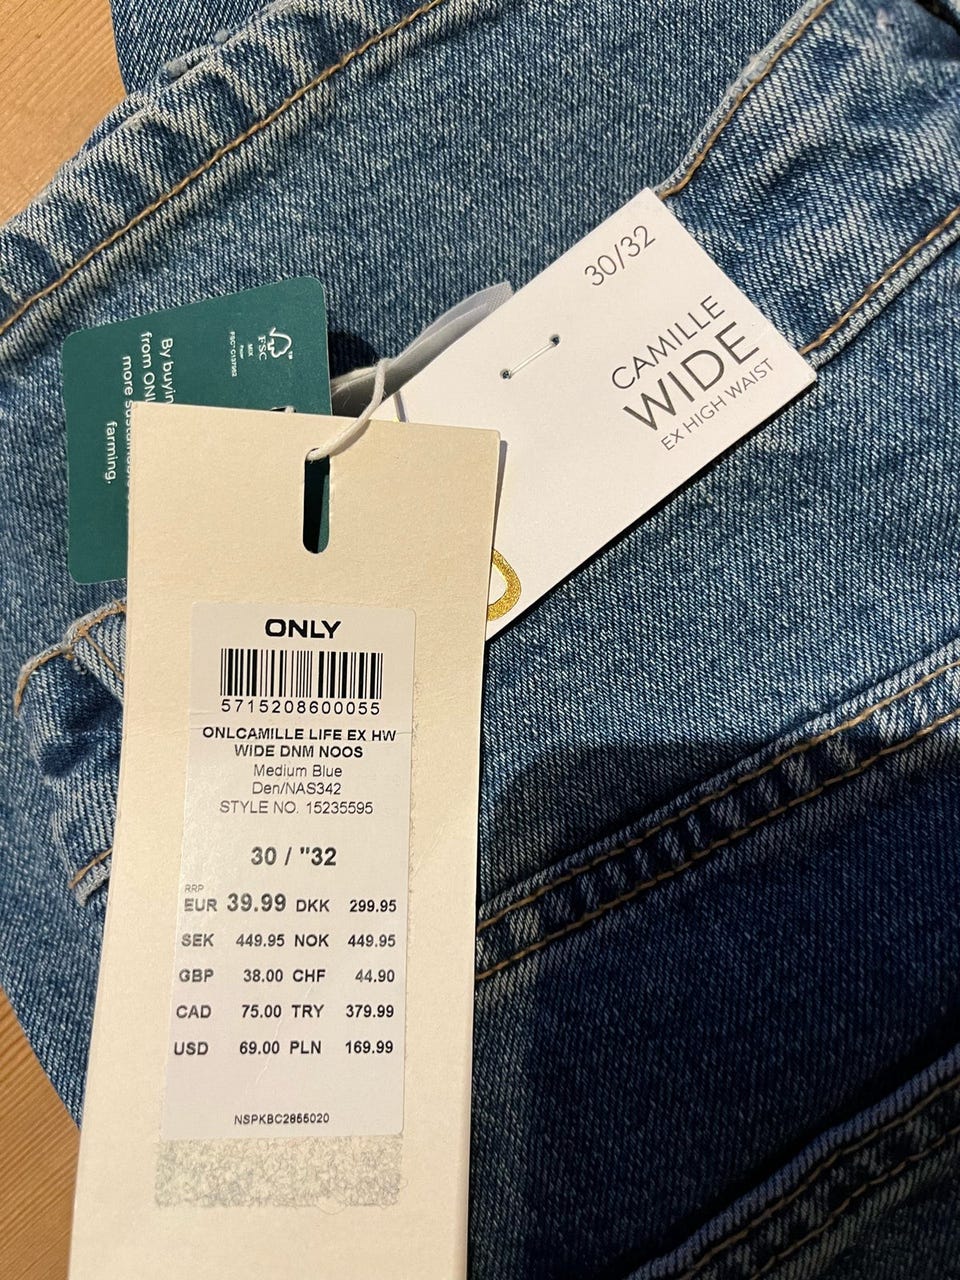 30/32
CAMILLE
WIDE
EX HIGH WAIST
FSC
MIX
Paper
By buyin
from ONL
more
farming.
ONLY
5715208600055
ONLCAMILLE LIFE EX HW
WIDE DNM NOOS
Medium Blue
Den/NAS342
STYLE NO. 15235595
30 / "32
RRP
EUR 39.99 DKK 299.95
SEK 449.95 NOK 449.95
GBP 38.00 CHF 44.90
CAD 75.00 TRY 379.99
USD 69.00 PLN 169.99
NSPKBC2855020